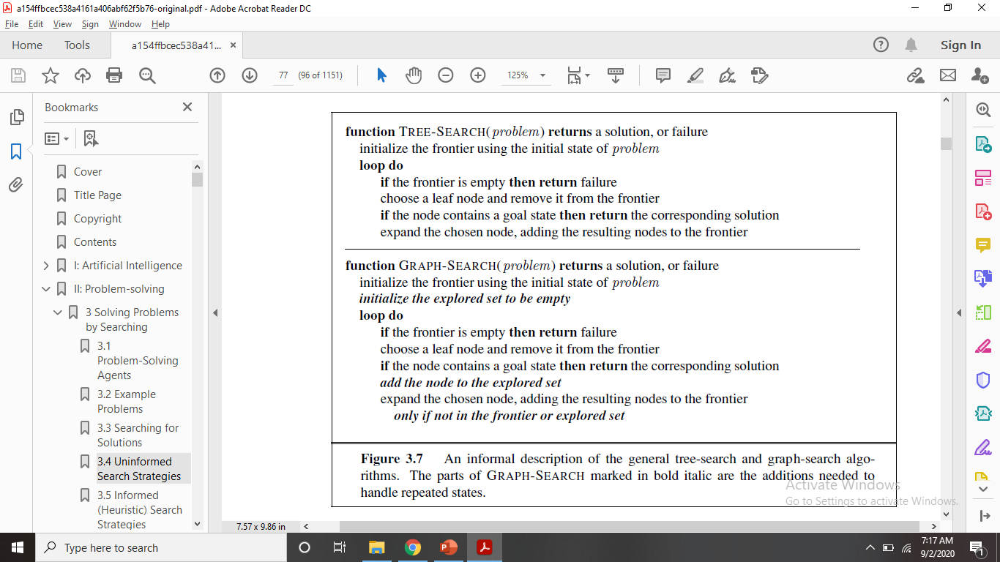 a154ffbcec538a4161a406abf62f5b76-original.pdf - Adobe Acrobat Reader DC
File Edit View Sign Window Help
Home Tools a154ffbcec538a41... × Sign In
77 (96 of 1151) 125%
Bookmarks
Cover
Title Page
Copyright
Contents
I: Artificial Intelligence
II: Problem-solving
3 Solving Problems
by Searching
3.1
Problem-Solving
Agents
3.2 Example
Problems
3.3 Searching for
Solutions
3.4 Uninformed
Search Strategies
3.5 Informed
(Heuristic) Search
Strategies
function TREE-SEARCH(problem) returns a solution, or failure
initialize the frontier using the initial state of problem
loop do
if the frontier is empty then return failure
choose a leaf node and remove it from the frontier
if the node contains a goal state then return the corresponding solution
expand the chosen node, adding the resulting nodes to the frontier
function GRAPH-SEARCH(problem) returns a solution, or failure
initialize the frontier using the initial state of problem
initialize the explored set to be empty
loop do
if the frontier is empty then return failure
choose a leaf node and remove it from the frontier
if the node contains a goal state then return the corresponding solution
add the node to the explored set
expand the chosen node, adding the resulting nodes to the frontier
only if not in the frontier or explored set
Figure 3.7 An informal description of the general tree-search and graph-search algo-
rithms. The parts of GRAPH-SEARCH marked in bold italic are the additions needed to
handle repeated states.
Activate Windows
Go to Settings to activate Windows.
7.57 x 9.86 in
Type here to search
7:17 AM
9/2/2020
1